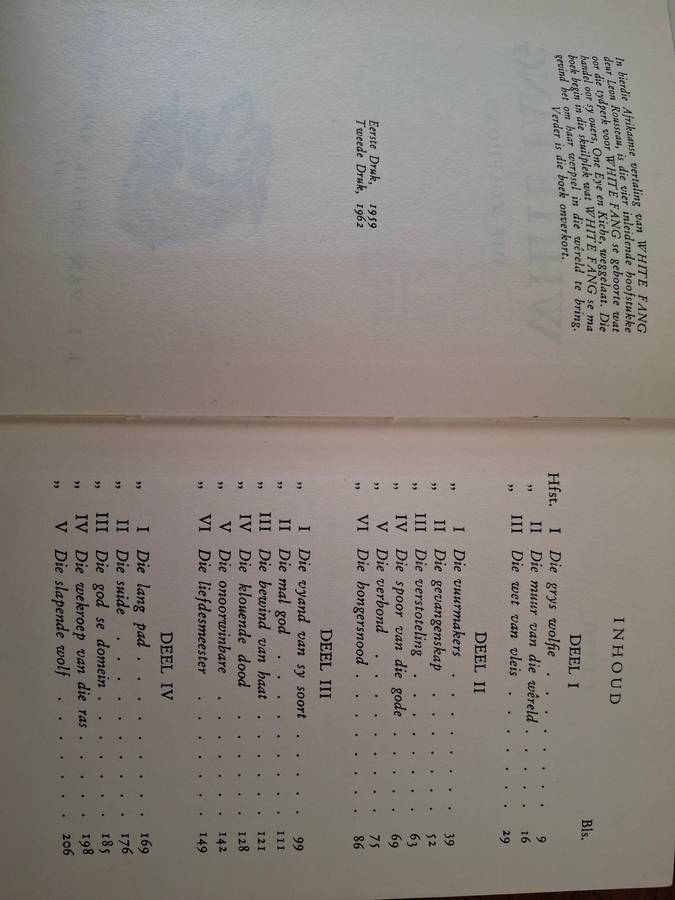 In hierdie Afrikaanse vertaling van WHITE FANG
deur Leon Rousseau, is die vier inleidende hoofstukke
oor die tydperk voor WHITE FANG se geboorte wat
handel oor sy ouers, One Eye en Kiche, weggelaat. Die
boek begin in die skuilplek wat WHITE FANG se ma
gevind het om haar werpsel in die wêreld te bring.
Verder is die boek onverkort.
Eerste Druk, 1959
Tweede Druk, 1962
INHOUD
Bls.
DEEL I
Hfst. I Die grys wolfie . . . . . . . 9
„ II Die muur van die wêreld . . . . 16
„ III Die wet van vleis . . . . . . 29
DEEL II
„ I Die vuurmakers . . . . . . . 39
„ II Die gevangenskap . . . . . . 52
„ III Die verstoteling . . . . . . . 63
„ IV Die spoor van die gode . . . . 69
„ V Die verbond . . . . . . . . 75
„ VI Die hongersnood . . . . . . . 86
DEEL III
„ I Die vyand van sy soort . . . . . 99
„ II Die mal god . . . . . . . . 111
„ III Die bewind van haat . . . . . 121
„ IV Die klouende dood . . . . . . 128
„ V Die onoorwinbare . . . . . . 142
„ VI Die liefdesmeester . . . . . . 149
DEEL IV
„ I Die lang pad . . . . . . . . 169
„ II Die suide . . . . . . . . . 176
„ III Die god se domein . . . . . . 185
„ IV Die wekroep van die ras . . . . 198
„ V Die slapende wolf . . . . . . 206